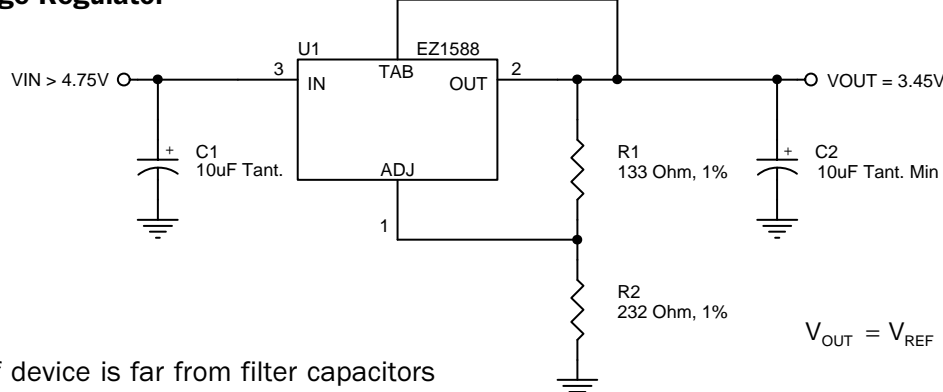 Regulator
U1
EZ1588
VIN > 4.75V
3
IN
TAB
OUT
2
VOUT = 3.45V
+
C1
10uF Tant.
ADJ
1
R1
133 Ohm, 1%
+
C2
10uF Tant. Min
R2
232 Ohm, 1%
V_OUT = V_REF
device is far from filter capacitors